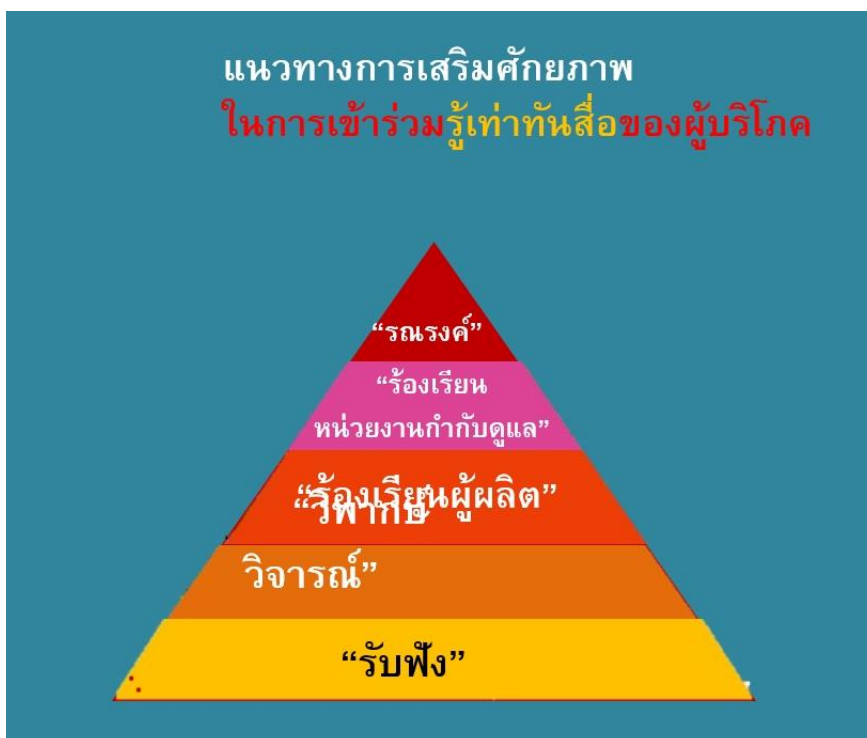 แนวทางการเสริมศักยภาพ
ในการเข้าร่วมรู้เท่าทันสื่อของผู้บริโภค
“รณรงค์”
“ร้องเรียน
หน่วยงานกำกับดูแล”
“ร้องเรียนผู้ผลิต”
“วิพากษ์
วิจารณ์”
“รับฟัง”